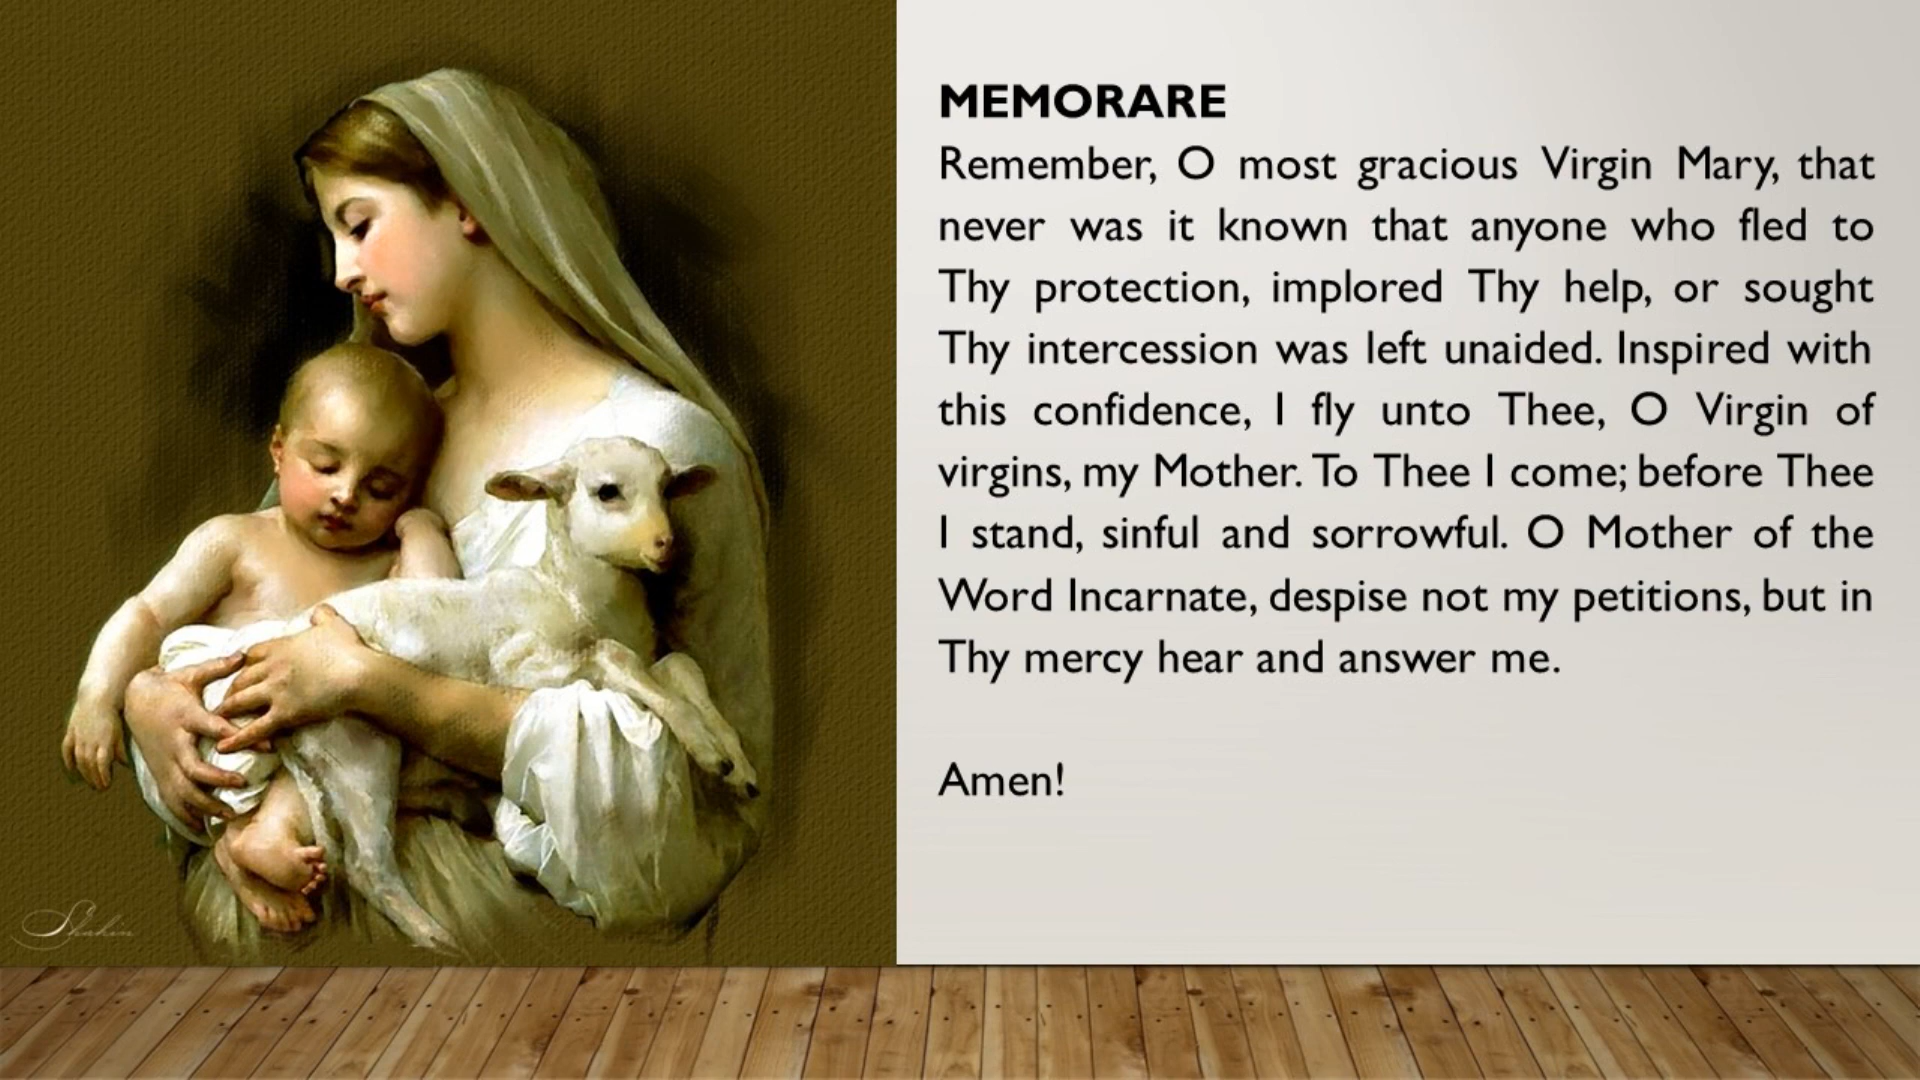 MEMORARE
Remember, O most gracious Virgin Mary, that
never was it known that anyone who fled to
Thy protection, implored Thy help, or sought
Thy intercession was left unaided. Inspired with
this confidence, I fly unto Thee, O Virgin of
virgins, my Mother. To Thee I come; before Thee
I stand, sinful and sorrowful. O Mother of the
Word Incarnate, despise not my petitions, but in
Thy mercy hear and answer me.
Amen!
Shahin